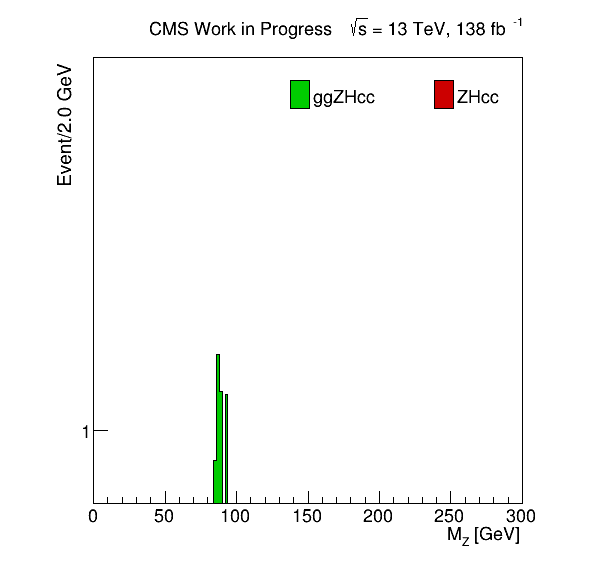 CMS Work in Progress √s = 13 TeV, 138 fb⁻¹
Event/2.0 GeV
ggZHcc ZHcc
1
0 50 100 150 200 250 300
M_Z [GeV]